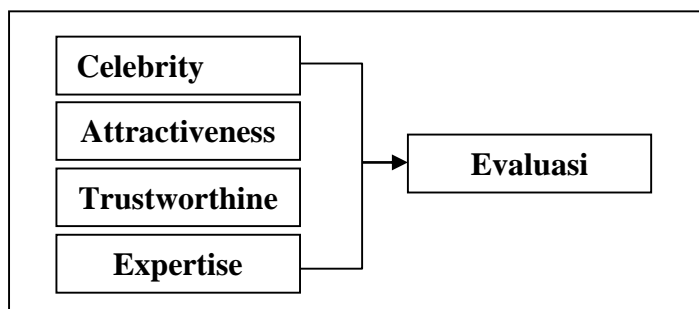 Celebrity
Attractiveness
Trustworthine
Expertise
Evaluasi